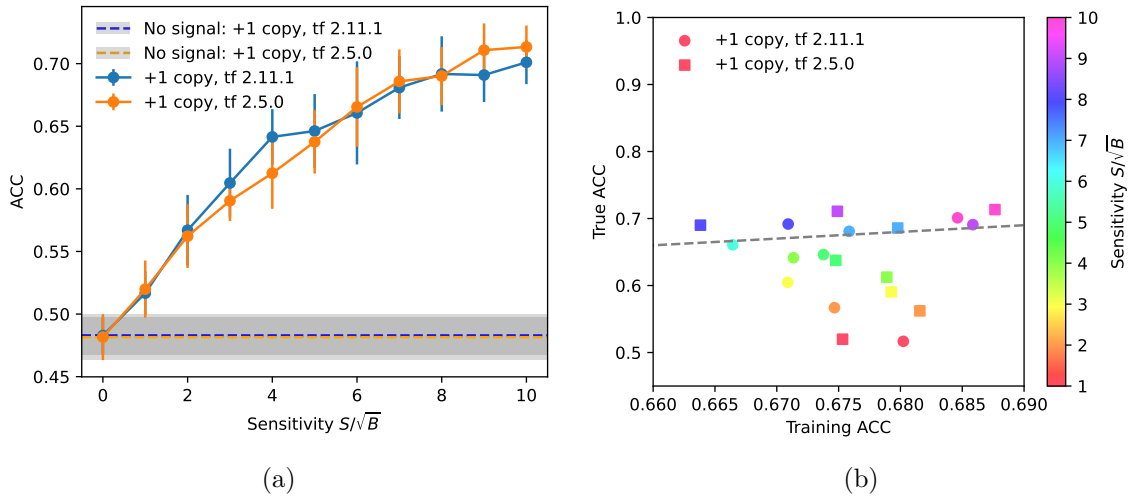 No signal: +1 copy, tf 2.11.1
No signal: +1 copy, tf 2.5.0
+1 copy, tf 2.11.1
+1 copy, tf 2.5.0
ACC
0.70
0.65
0.60
0.55
0.50
0.45
0 2 4 6 8 10
Sensitivity S/√B
(a)
+1 copy, tf 2.11.1
+1 copy, tf 2.5.0
True ACC
1.0
0.9
0.8
0.7
0.6
0.5
0.660 0.665 0.670 0.675 0.680 0.685 0.690
Training ACC
10
9
8
7
6
5
4
3
2
1
Sensitivity S/√B
(b)